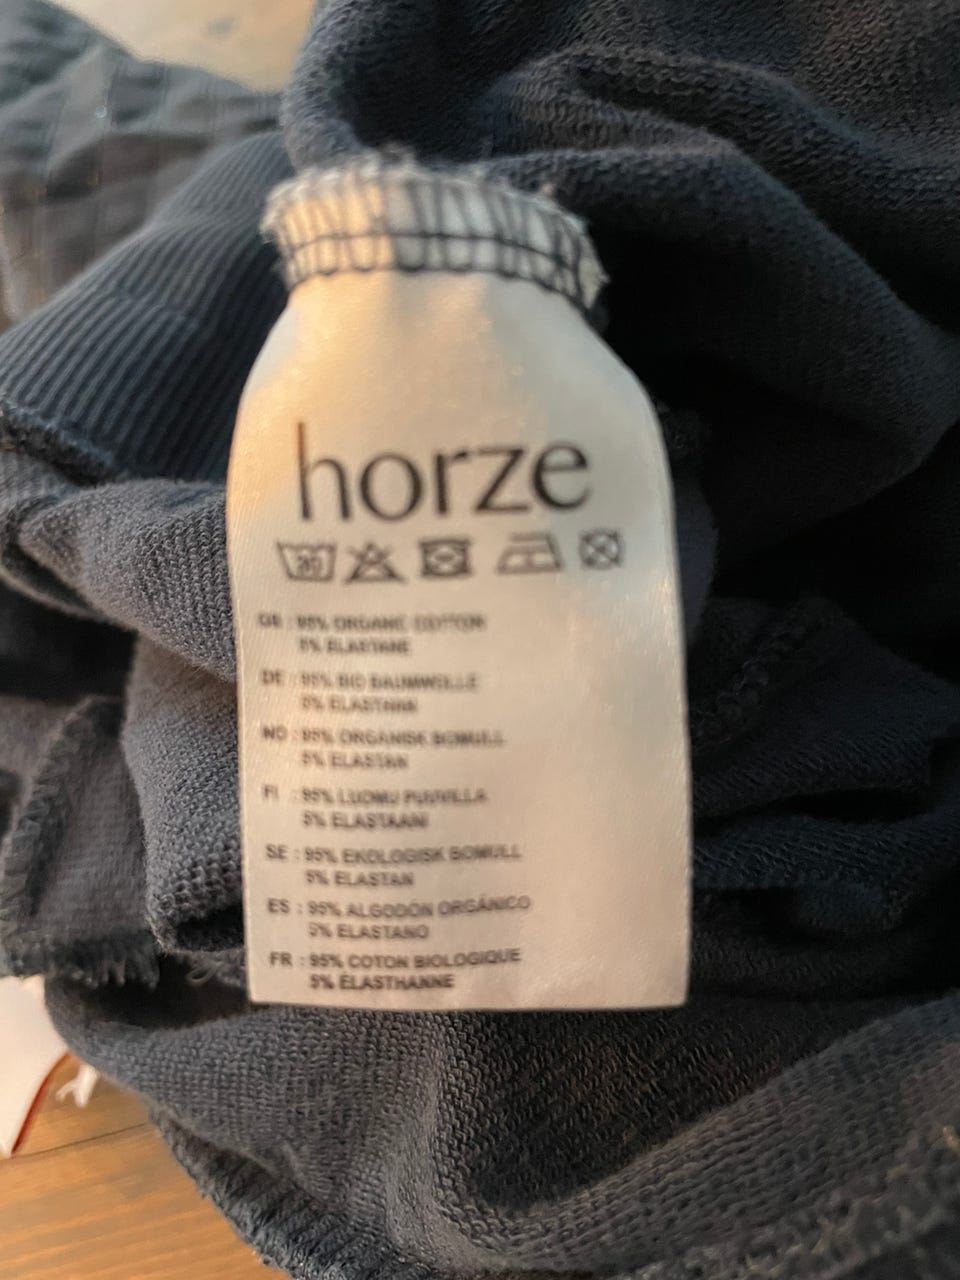 horze
30
GB : 95% ORGANIC COTTON
5% ELASTANE
DE : 95% BIO BAUMWOLLE
5% ELASTHAN
NO : 95% ORGANISK BOMULL
5% ELASTAN
FI : 95% LUOMU PUUVILLA
5% ELASTAANI
SE : 95% EKOLOGISK BOMULL
5% ELASTAN
ES : 95% ALGODÓN ORGÁNICO
5% ELASTANO
FR : 95% COTON BIOLOGIQUE
5% ÉLASTHANNE